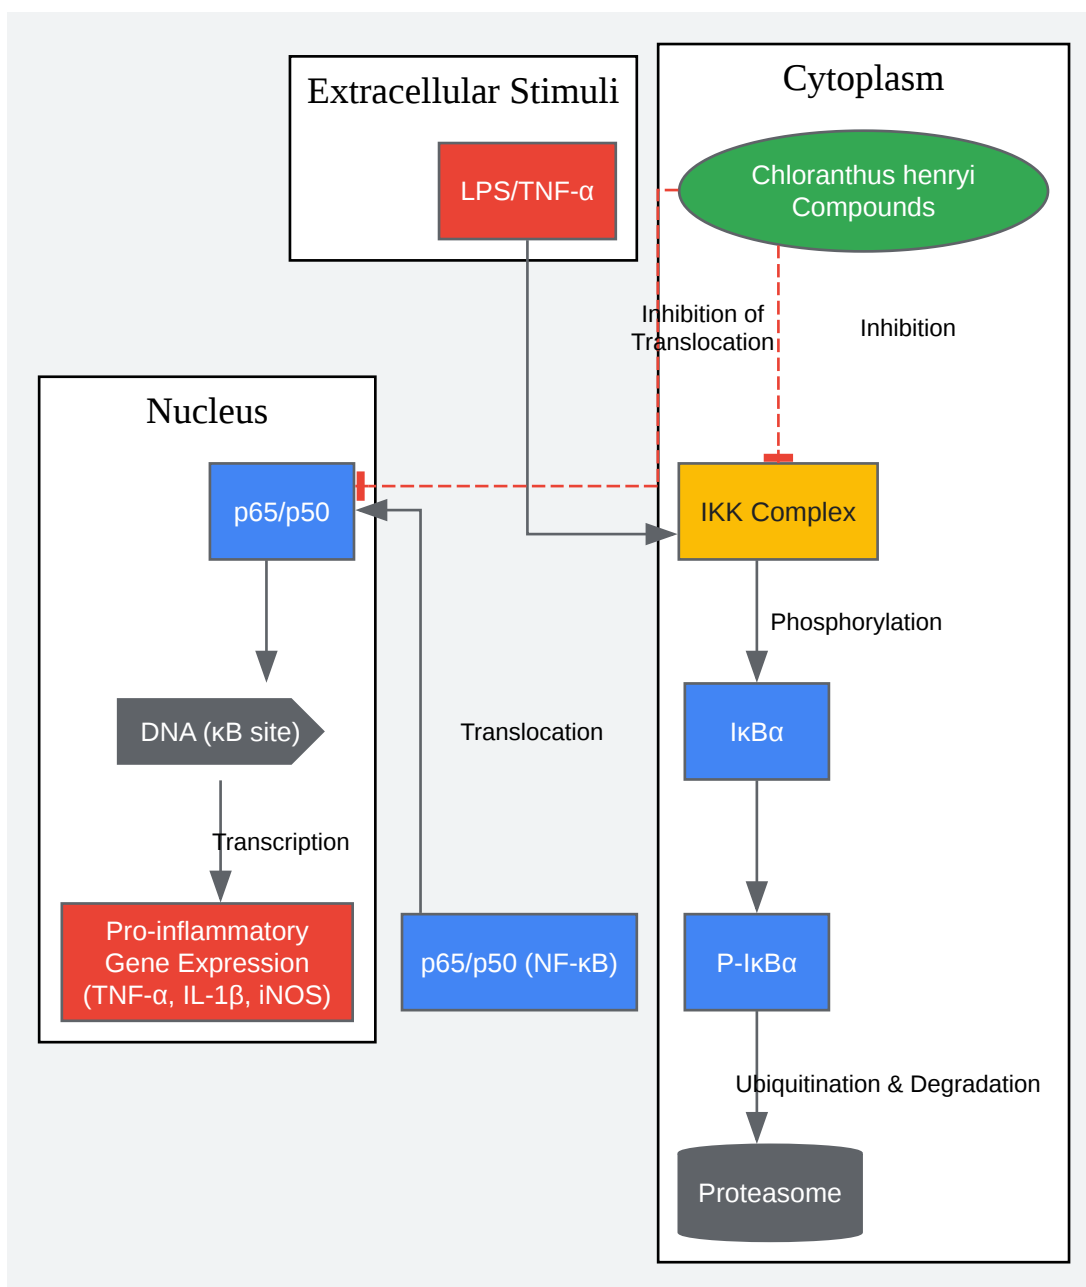 Extracellular Stimuli
LPS/TNF-α
Cytoplasm
Chloranthus henryi
Compounds
Inhibition of
Translocation
Inhibition
Nucleus
p65/p50
IKK Complex
Phosphorylation
DNA (κB site)
Translocation
IκBα
Transcription
Pro-inflammatory
Gene Expression
(TNF-α, IL-1β, iNOS)
p65/p50 (NF-κB)
P-IκBα
Ubiquitination & Degradation
Proteasome